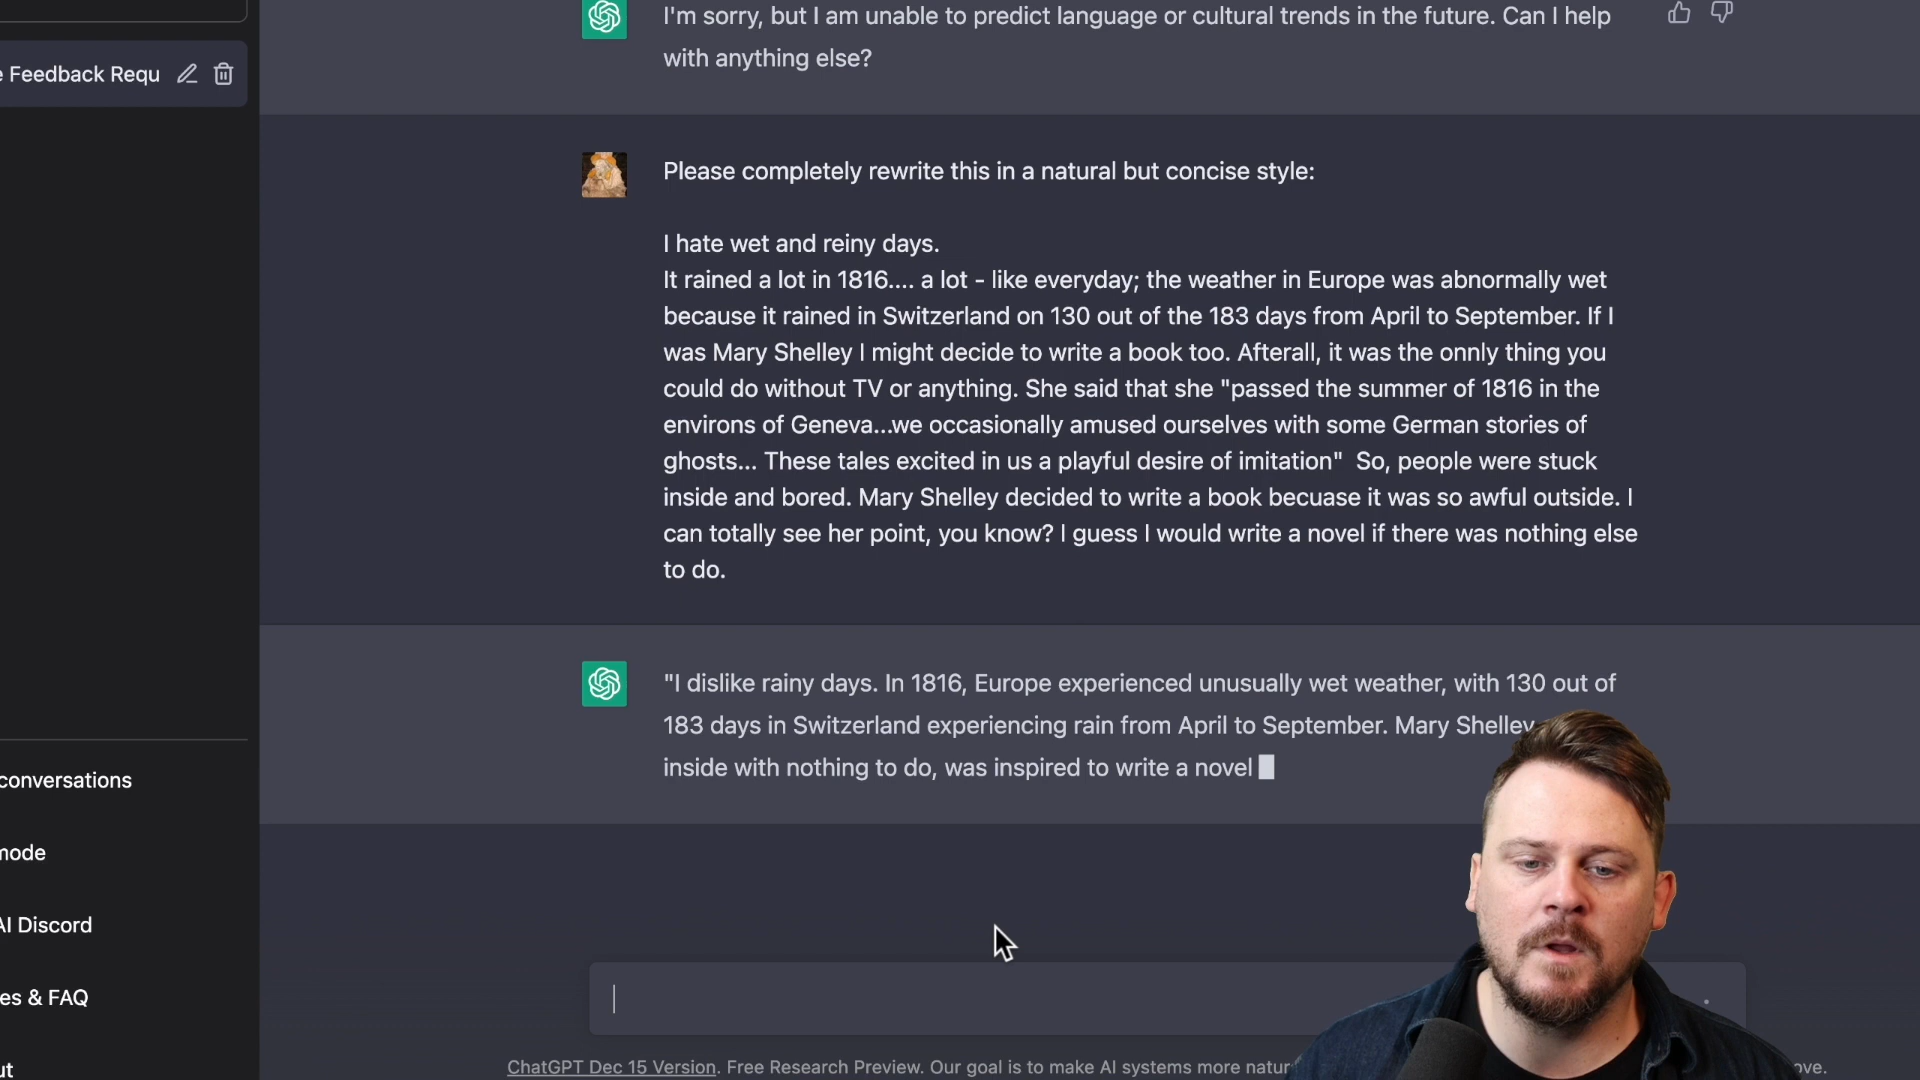 I'm sorry, but I am unable to predict language or cultural trends in the future. Can I help
with anything else?
e Feedback Requ
Please completely rewrite this in a natural but concise style:
I hate wet and reiny days.
It rained a lot in 1816.... a lot - like everyday; the weather in Europe was abnormally wet
because it rained in Switzerland on 130 out of the 183 days from April to September. If I
was Mary Shelley I might decide to write a book too. Afterall, it was the onnly thing you
could do without TV or anything. She said that she "passed the summer of 1816 in the
environs of Geneva...we occasionally amused ourselves with some German stories of
ghosts... These tales excited in us a playful desire of imitation"  So, people were stuck
inside and bored. Mary Shelley decided to write a book becuase it was so awful outside. I
can totally see her point, you know? I guess I would write a novel if there was nothing else
to do.
"I dislike rainy days. In 1816, Europe experienced unusually wet weather, with 130 out of
183 days in Switzerland experiencing rain from April to September. Mary Shelley
inside with nothing to do, was inspired to write a novel
conversations
mode
AI Discord
es & FAQ
ut
ChatGPT Dec 15 Version. Free Research Preview. Our goal is to make AI systems more natur
ove.